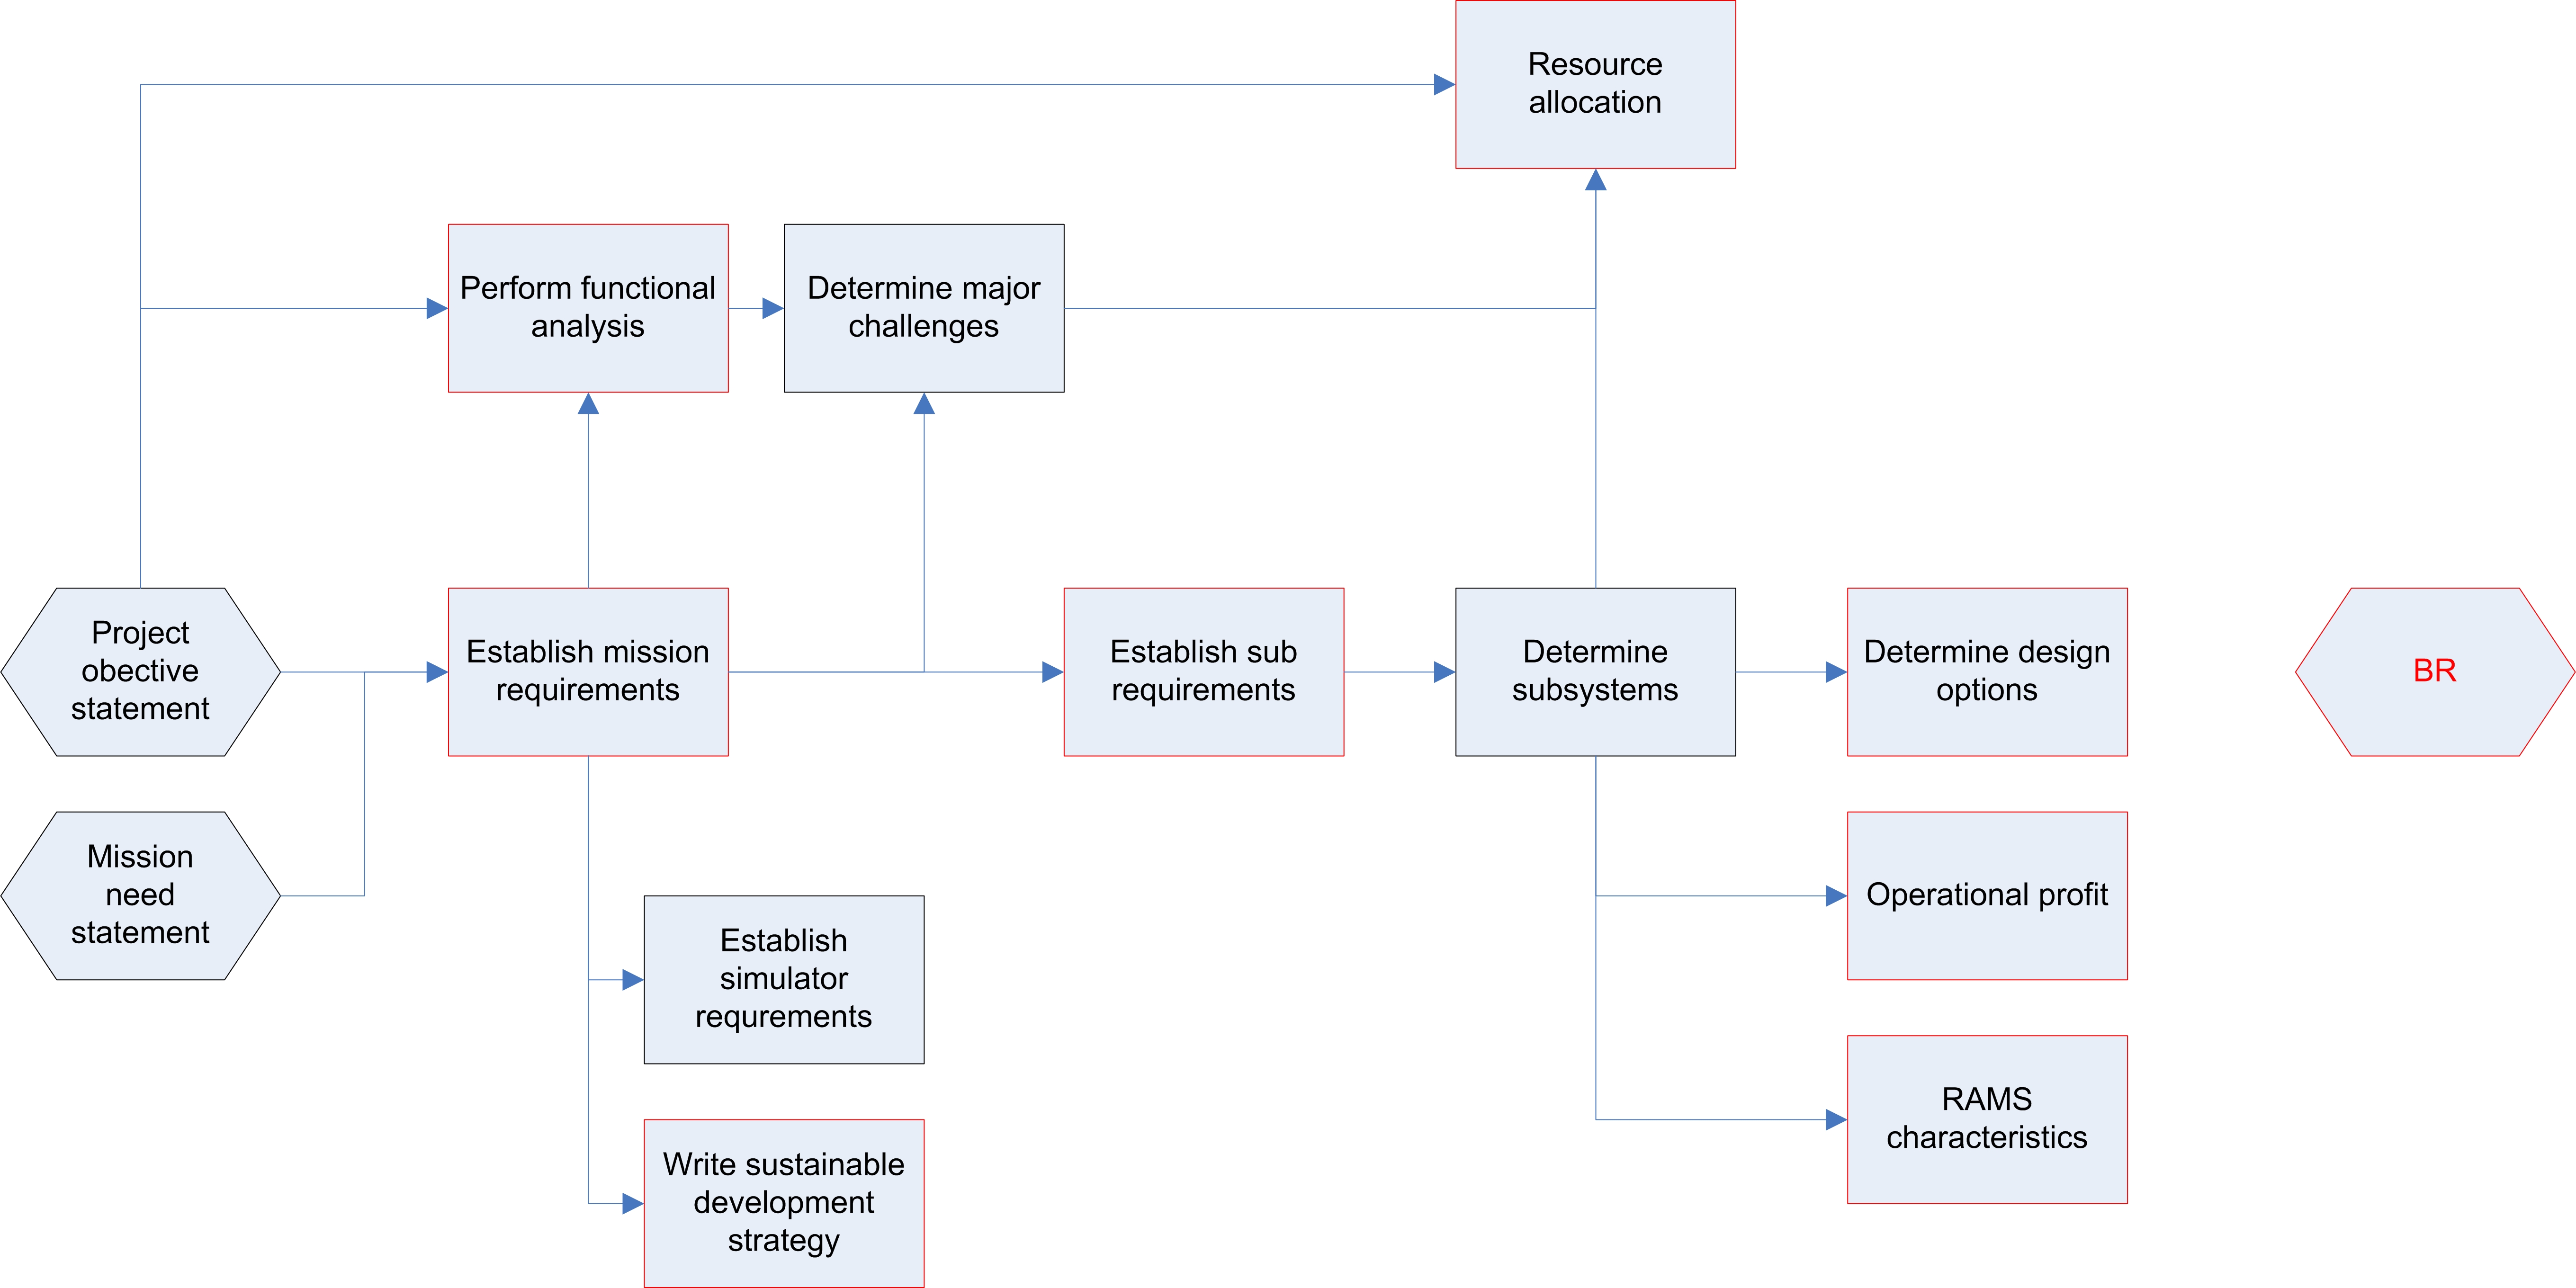 Resource
allocation
Perform functional
analysis
Determine major
challenges
Project
obective
statement
Establish mission
requirements
Establish sub
requirements
Determine
subsystems
Determine design
options
BR
Mission
need
statement
Establish
simulator
requrements
Operational profit
Write sustainable
development
strategy
RAMS
characteristics